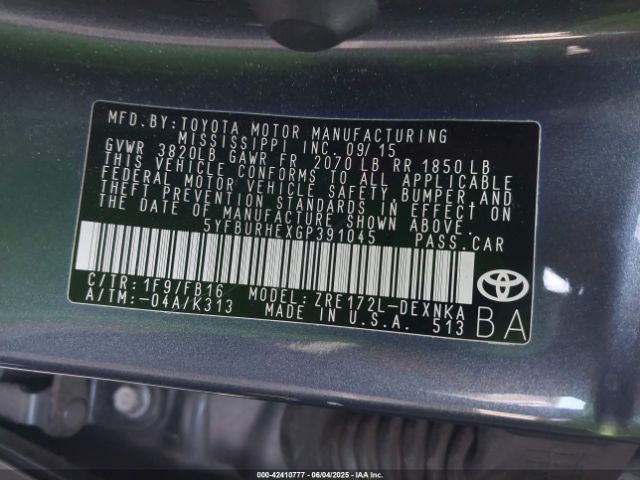 MFD. BY: TOYOTA MOTOR MANUFACTURING
MISSISSIPPI INC. 09/15
GVWR 3820LB GAWR FR 2070 LB RR 1850 LB
THIS VEHICLE CONFORMS TO ALL APPLICABLE
FEDERAL MOTOR VEHICLE SAFETY,BUMPER,AND
THEFT PREVENTION STANDARDS IN EFFECT ON
THE DATE OF MANUFACTURE SHOWN ABOVE.
5YFBURHEXGP391045 PASS.CAR
C/TR: 1F9/FB16 MODEL: ZRE172L-DEXNKA
A/TM:-04A/K313 MADE IN U.S.A. 513
BA
00-42410777 | 06/04/2025 | IAA Inc.